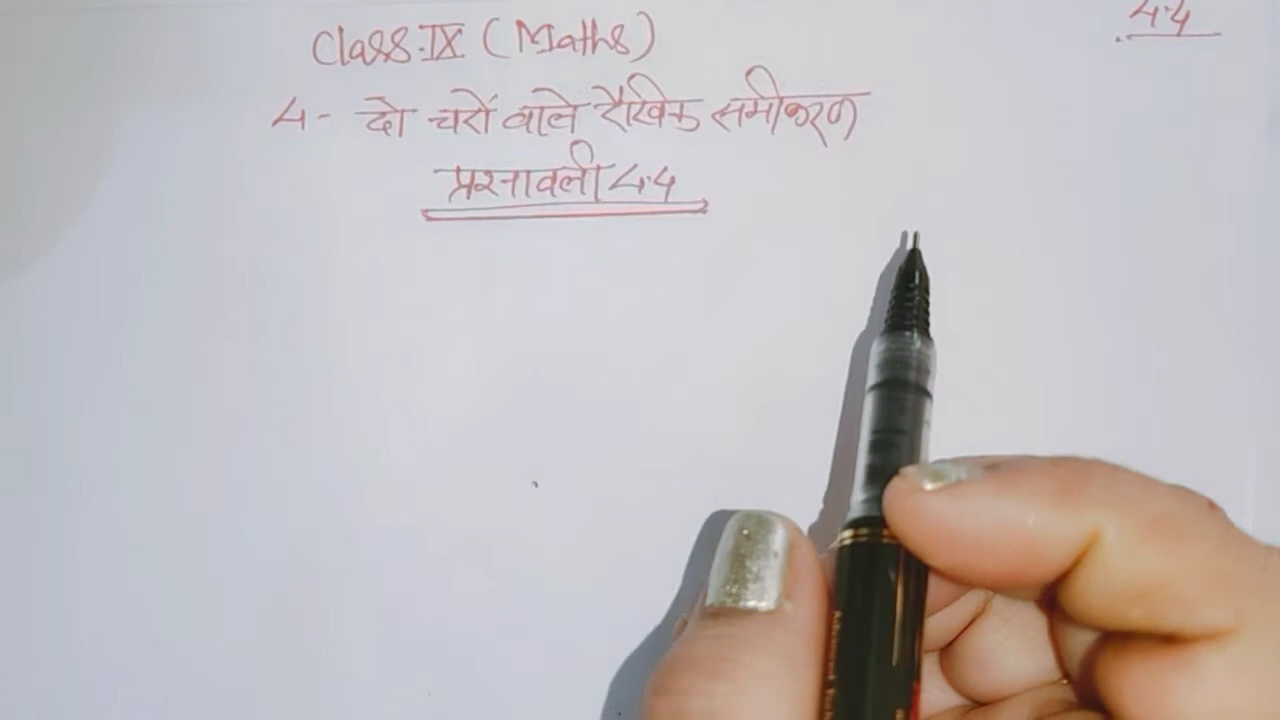 Class-IX (Maths)
4.4
4- दो चरों वाले रैखिक समीकरण
प्रश्नावली 4.4